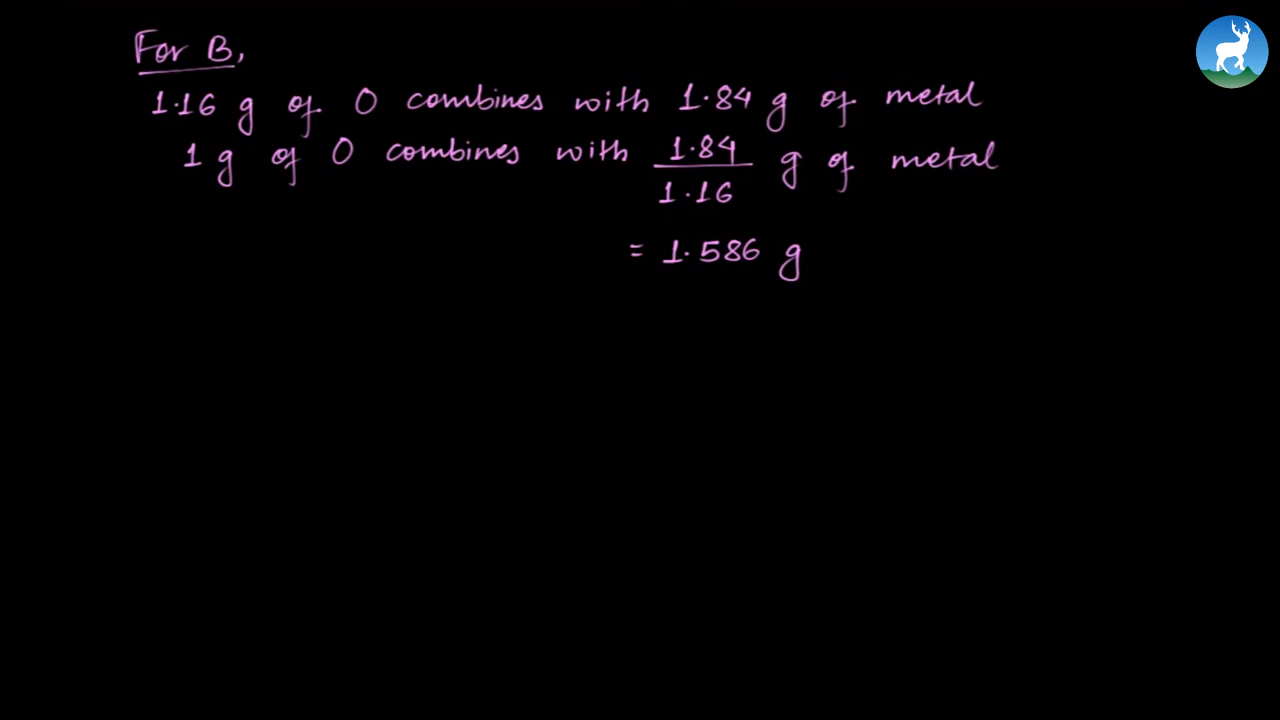 For B,
1.16 g of O combines with 1.84 g of metal
1 g of O combines with 1.84/1.16 g of metal
= 1.586 g